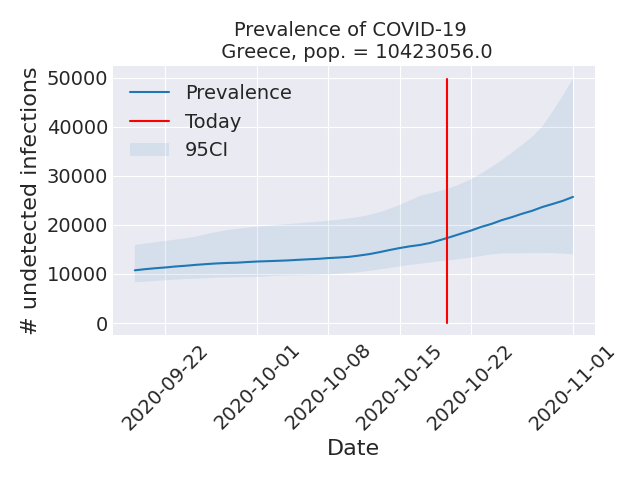 Prevalence of COVID-19
Greece, pop. = 10423056.0
# undetected infections
50000
40000
30000
20000
10000
0
Prevalence
Today
95CI
2020-09-22
2020-10-01
2020-10-08
2020-10-15
2020-10-22
2020-11-01
Date